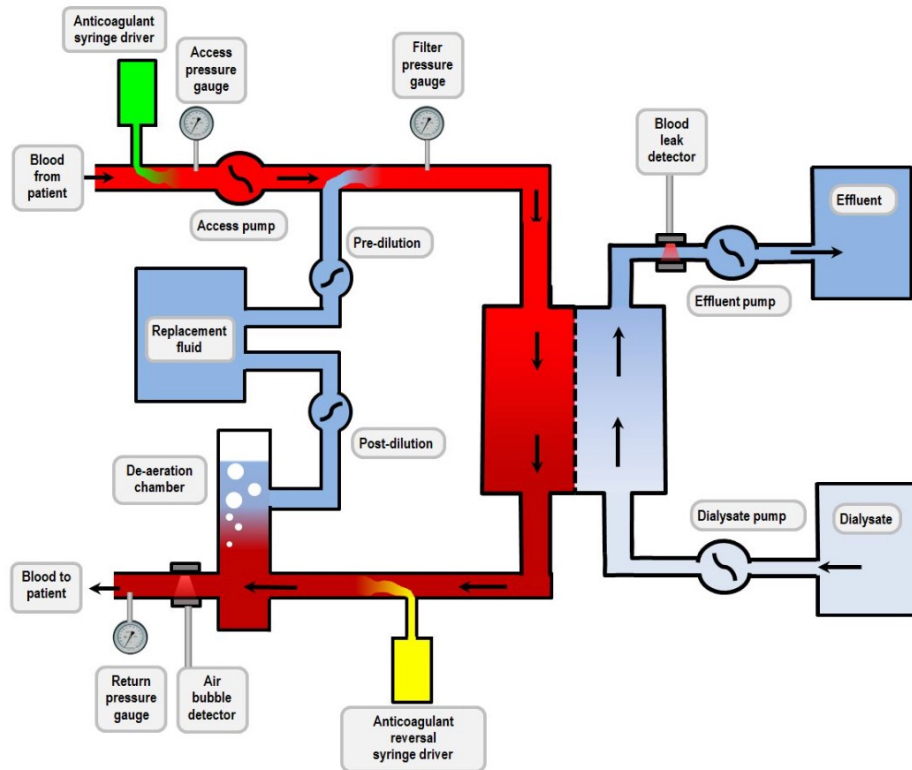 Anticoagulant
syringe driver
Access
pressure
gauge
Filter
pressure
gauge
Blood
leak
detector
Blood
from
patient
Effluent
Access pump
Pre-dilution
Effluent pump
Replacement
fluid
Post-dilution
De-aeration
chamber
Dialysate pump
Dialysate
Blood to
patient
Return
pressure
gauge
Air
bubble
detector
Anticoagulant
reversal
syringe driver